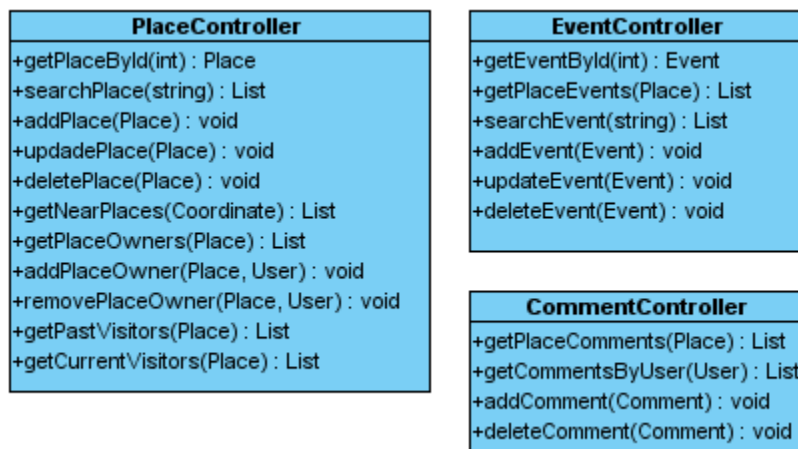 PlaceController
+getPlaceById(int) : Place
+searchPlace(string) : List
+addPlace(Place) : void
+updadePlace(Place) : void
+deletePlace(Place) : void
+getNearPlaces(Coordinate) : List
+getPlaceOwners(Place) : List
+addPlaceOwner(Place, User) : void
+removePlaceOwner(Place, User) : void
+getPastVisitors(Place) : List
+getCurrentVisitors(Place) : List
EventController
+getEventById(int) : Event
+getPlaceEvents(Place) : List
+searchEvent(string) : List
+addEvent(Event) : void
+updateEvent(Event) : void
+deleteEvent(Event) : void
CommentController
+getPlaceComments(Place) : List
+getCommentsByUser(User) : List
+addComment(Comment) : void
+deleteComment(Comment) : void